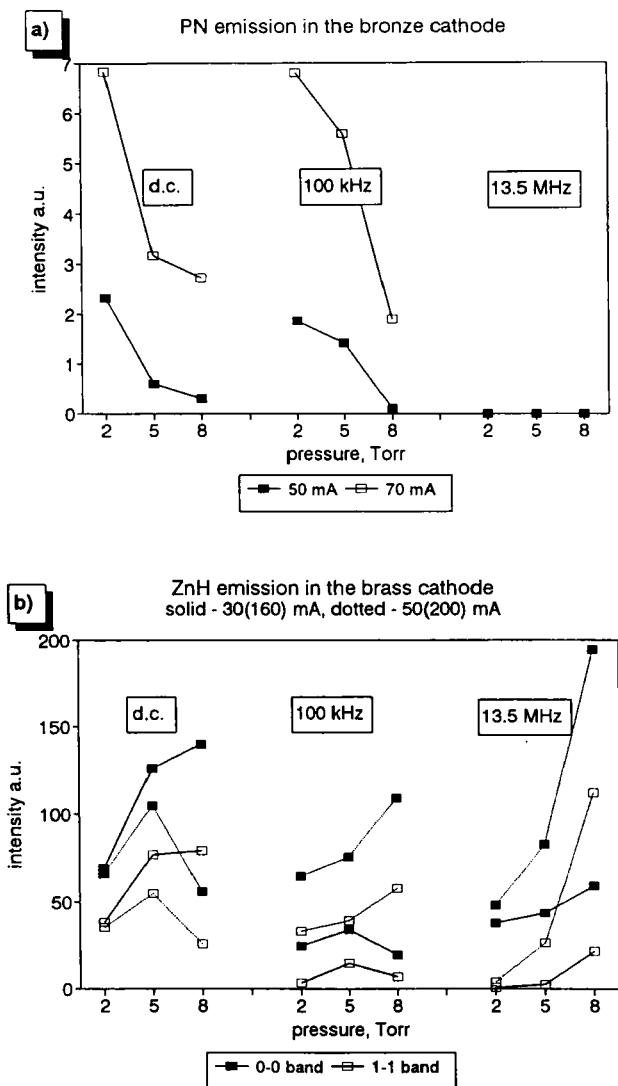 a)
PN emission in the bronze cathode
7
6
5
4
3
2
1
0
intensity a.u.
d.c.
100 kHz
13.5 MHz
2 5 8 2 5 8 2 5 8
pressure, Torr
50 mA 70 mA
b)
ZnH emission in the brass cathode
solid - 30(160) mA, dotted - 50(200) mA
200
150
100
50
0
intensity a.u.
d.c.
100 kHz
13.5 MHz
2 5 8 2 5 8 2 5 8
pressure, Torr
0-0 band 1-1 band